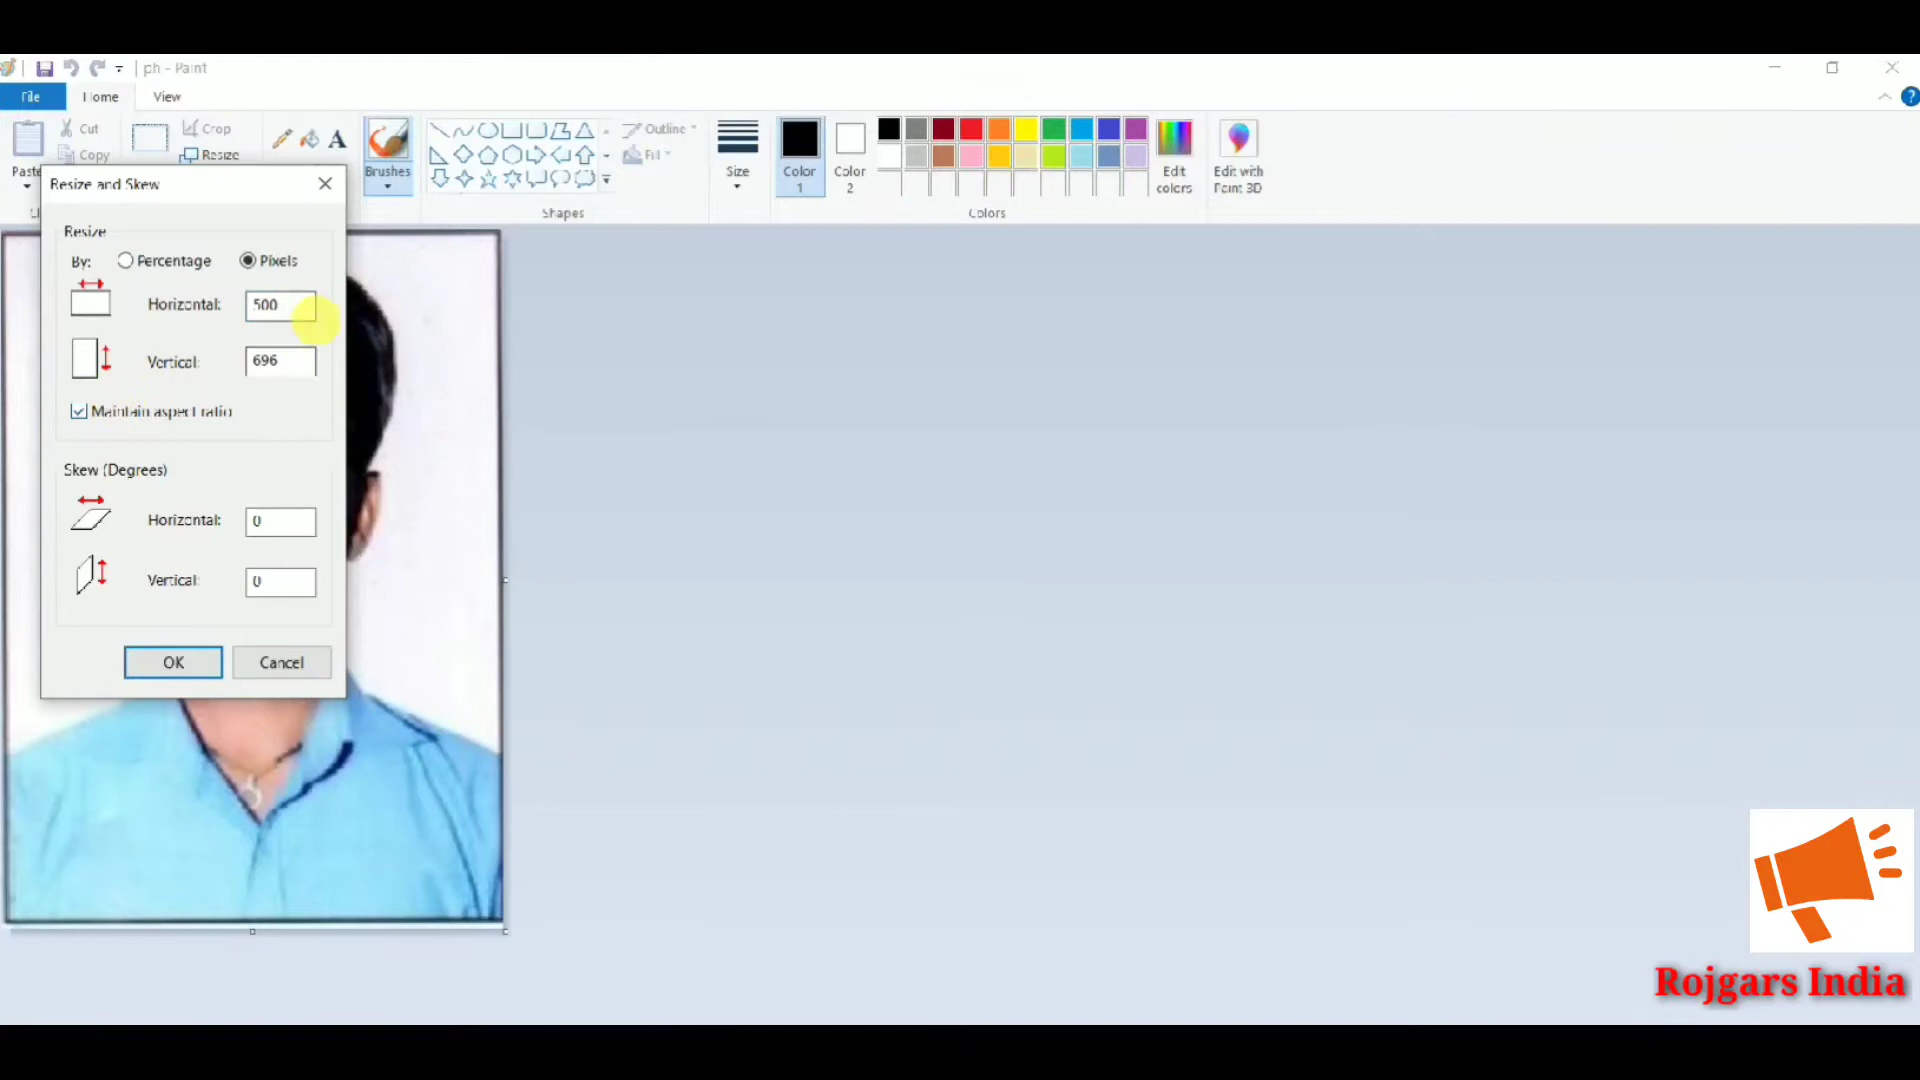 ph - Paint
File Home View
Cut
Copy
Paste
Crop
Resize
Brushes
Outline
Fill
Shapes
Size
Color 1
Color 2
Edit colors
Edit with Paint 3D
Colors
Resize and Skew
Resize
By: Percentage Pixels
Horizontal: 500
Vertical: 696
Maintain aspect ratio
Skew (Degrees)
Horizontal: 0
Vertical: 0
OK Cancel
Rojgars India